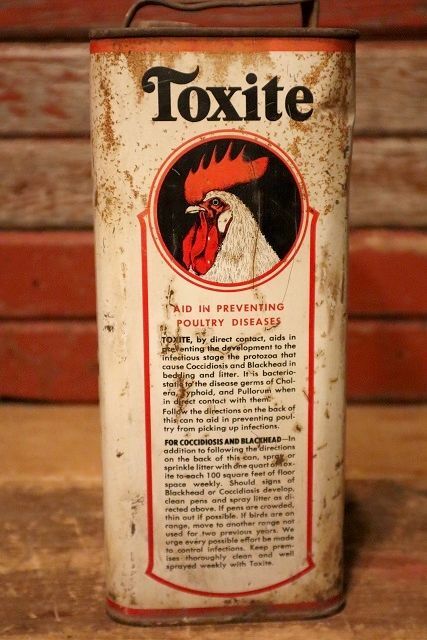 Toxite
AID IN PREVENTING
POULTRY DISEASES
TOXITE, by direct contact, aids in
preventing the development to the
infectious stage the protozoa that
cause Coccidiosis and Blackhead in
bedding and litter. It is bacterio-
static to the disease germs of Chol-
era, Typhoid, and Pullorum when
in direct contact with them.
Follow the directions on the back of
this can to aid in preventing poul-
try from picking up infections.
FOR COCCIDIOSIS AND BLACKHEAD—In
addition to following the directions
on the back of this can, spray or
sprinkle litter with one quart of Tox-
ite to each 100 square feet of floor
space weekly. Should signs of
Blackhead or Coccidiosis develop,
clean pens and spray litter as di-
rected above. If pens are crowded,
thin out if possible. If birds are on
range, move to another range not
used for two previous years. We
urge every possible effort be made
to control infections. Keep prem-
ises thoroughly clean and well
sprayed weekly with Toxite.